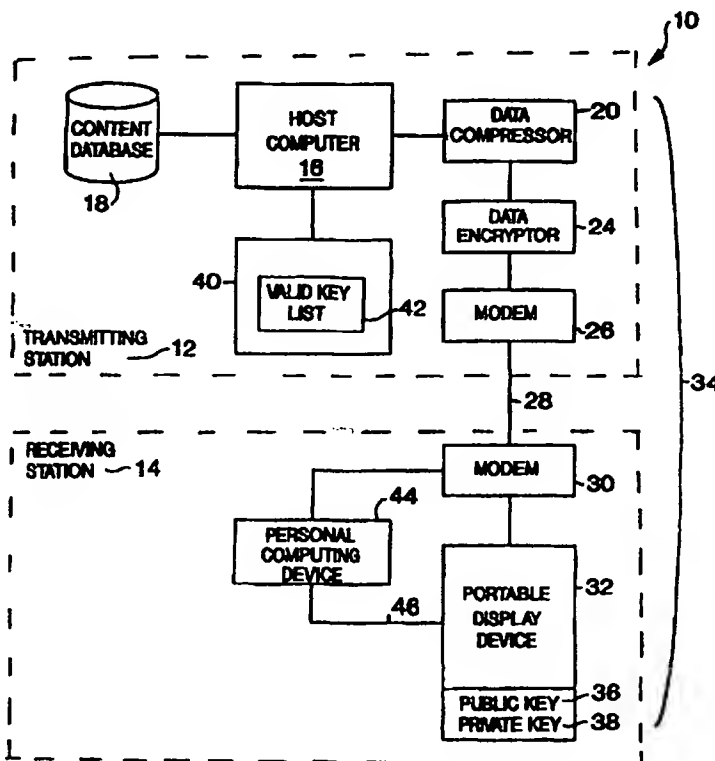 10
CONTENT
DATABASE
18
HOST
COMPUTER
16
DATA
COMPRESSOR
20
DATA
ENCRYPTOR
24
40
VALID KEY
LIST
42
MODEM
26
TRANSMITTING
STATION
12
28
34
RECEIVING
STATION
14
MODEM
30
44
PERSONAL
COMPUTING
DEVICE
46
PORTABLE
DISPLAY
DEVICE
32
PUBLIC KEY
36
PRIVATE KEY
38